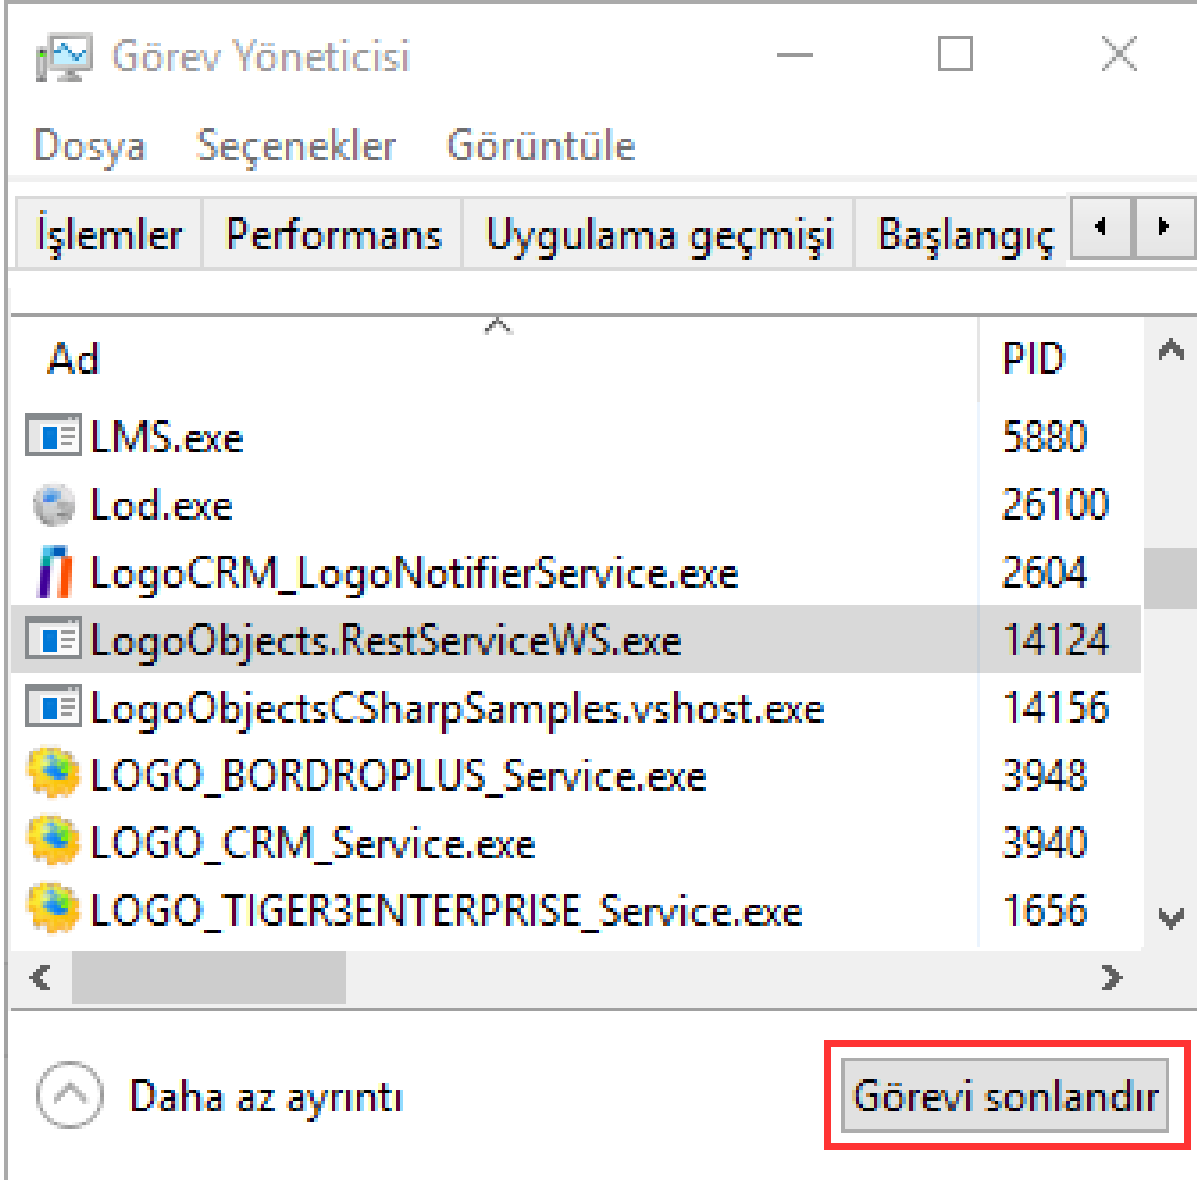 Görev Yöneticisi
Dosya Seçenekler Görüntüle
İşlemler Performans Uygulama geçmişi Başlangıç
Ad PID
LMS.exe 5880
Lod.exe 26100
LogoCRM_LogoNotifierService.exe 2604
LogoObjects.RestServiceWS.exe 14124
LogoObjectsCSharpSamples.vshost.exe 14156
LOGO_BORDROPLUS_Service.exe 3948
LOGO_CRM_Service.exe 3940
LOGO_TIGER3ENTERPRISE_Service.exe 1656
Daha az ayrıntı Görevi sonlandır